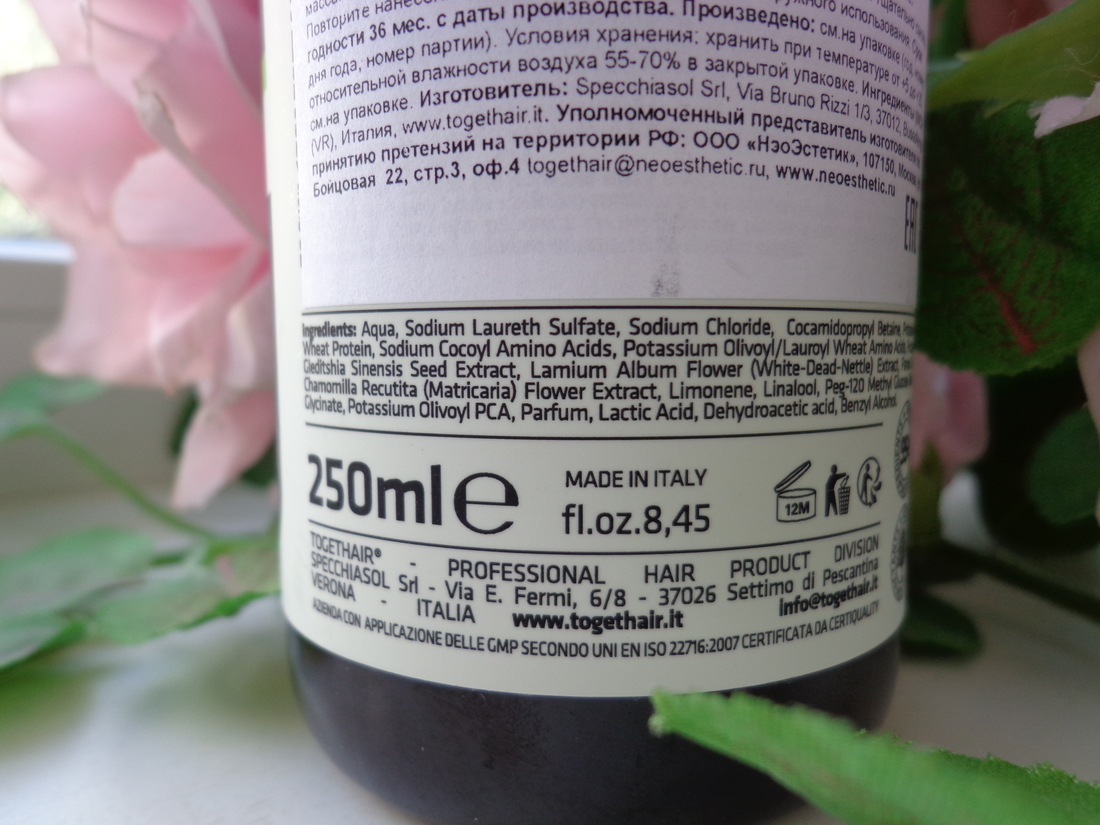 Повторите
годности 36 мес. с даты производства. Произведено: см.на упаковке
дня года, номер партии). Условия хранения: хранить при температуре от +5 до
относительной влажности воздуха 55-70% в закрытой упаковке.
см.на упаковке. Изготовитель: Specchiasol Srl, Via Bruno Rizzi 1/3, 37012,
(VR), Италия, www.togethair.it. Уполномоченный представитель изготовителя
принятию претензий на территории РФ: ООО «НэоЭстетик», 107150,
Бойцовая 22, стр.3, оф.4 togethair@neoesthetic.ru, www.neoesthetic.ru
EAC
Ingredients: Aqua, Sodium Laureth Sulfate, Sodium Chloride, Cocamidopropyl Betaine,
Wheat Protein, Sodium Cocoyl Amino Acids, Potassium Olivoyl/Lauroyl Wheat Amino Acids,
Gleditshia Sinensis Seed Extract, Lamium Album Flower (White-Dead-Nettle) Extract,
Chamomilla Recutita (Matricaria) Flower Extract, Limonene, Linalool, Peg-120 Methyl
Glycinate, Potassium Olivoyl PCA, Parfum, Lactic Acid, Dehydroacetic acid, Benzyl Alcohol.
250ml e
MADE IN ITALY
fl.oz.8,45
12M
TOGETHAIR® - PROFESSIONAL HAIR PRODUCT DIVISION
SPECCHIASOL Srl - Via E. Fermi, 6/8 - 37026 Settimo di Pescantina
VERONA - ITALIA www.togethair.it info@togethair.it
AZIENDA CON APPLICAZIONE DELLE GMP SECONDO UNI EN ISO 22716:2007 CERTIFICATA DA CERTIQUALITY